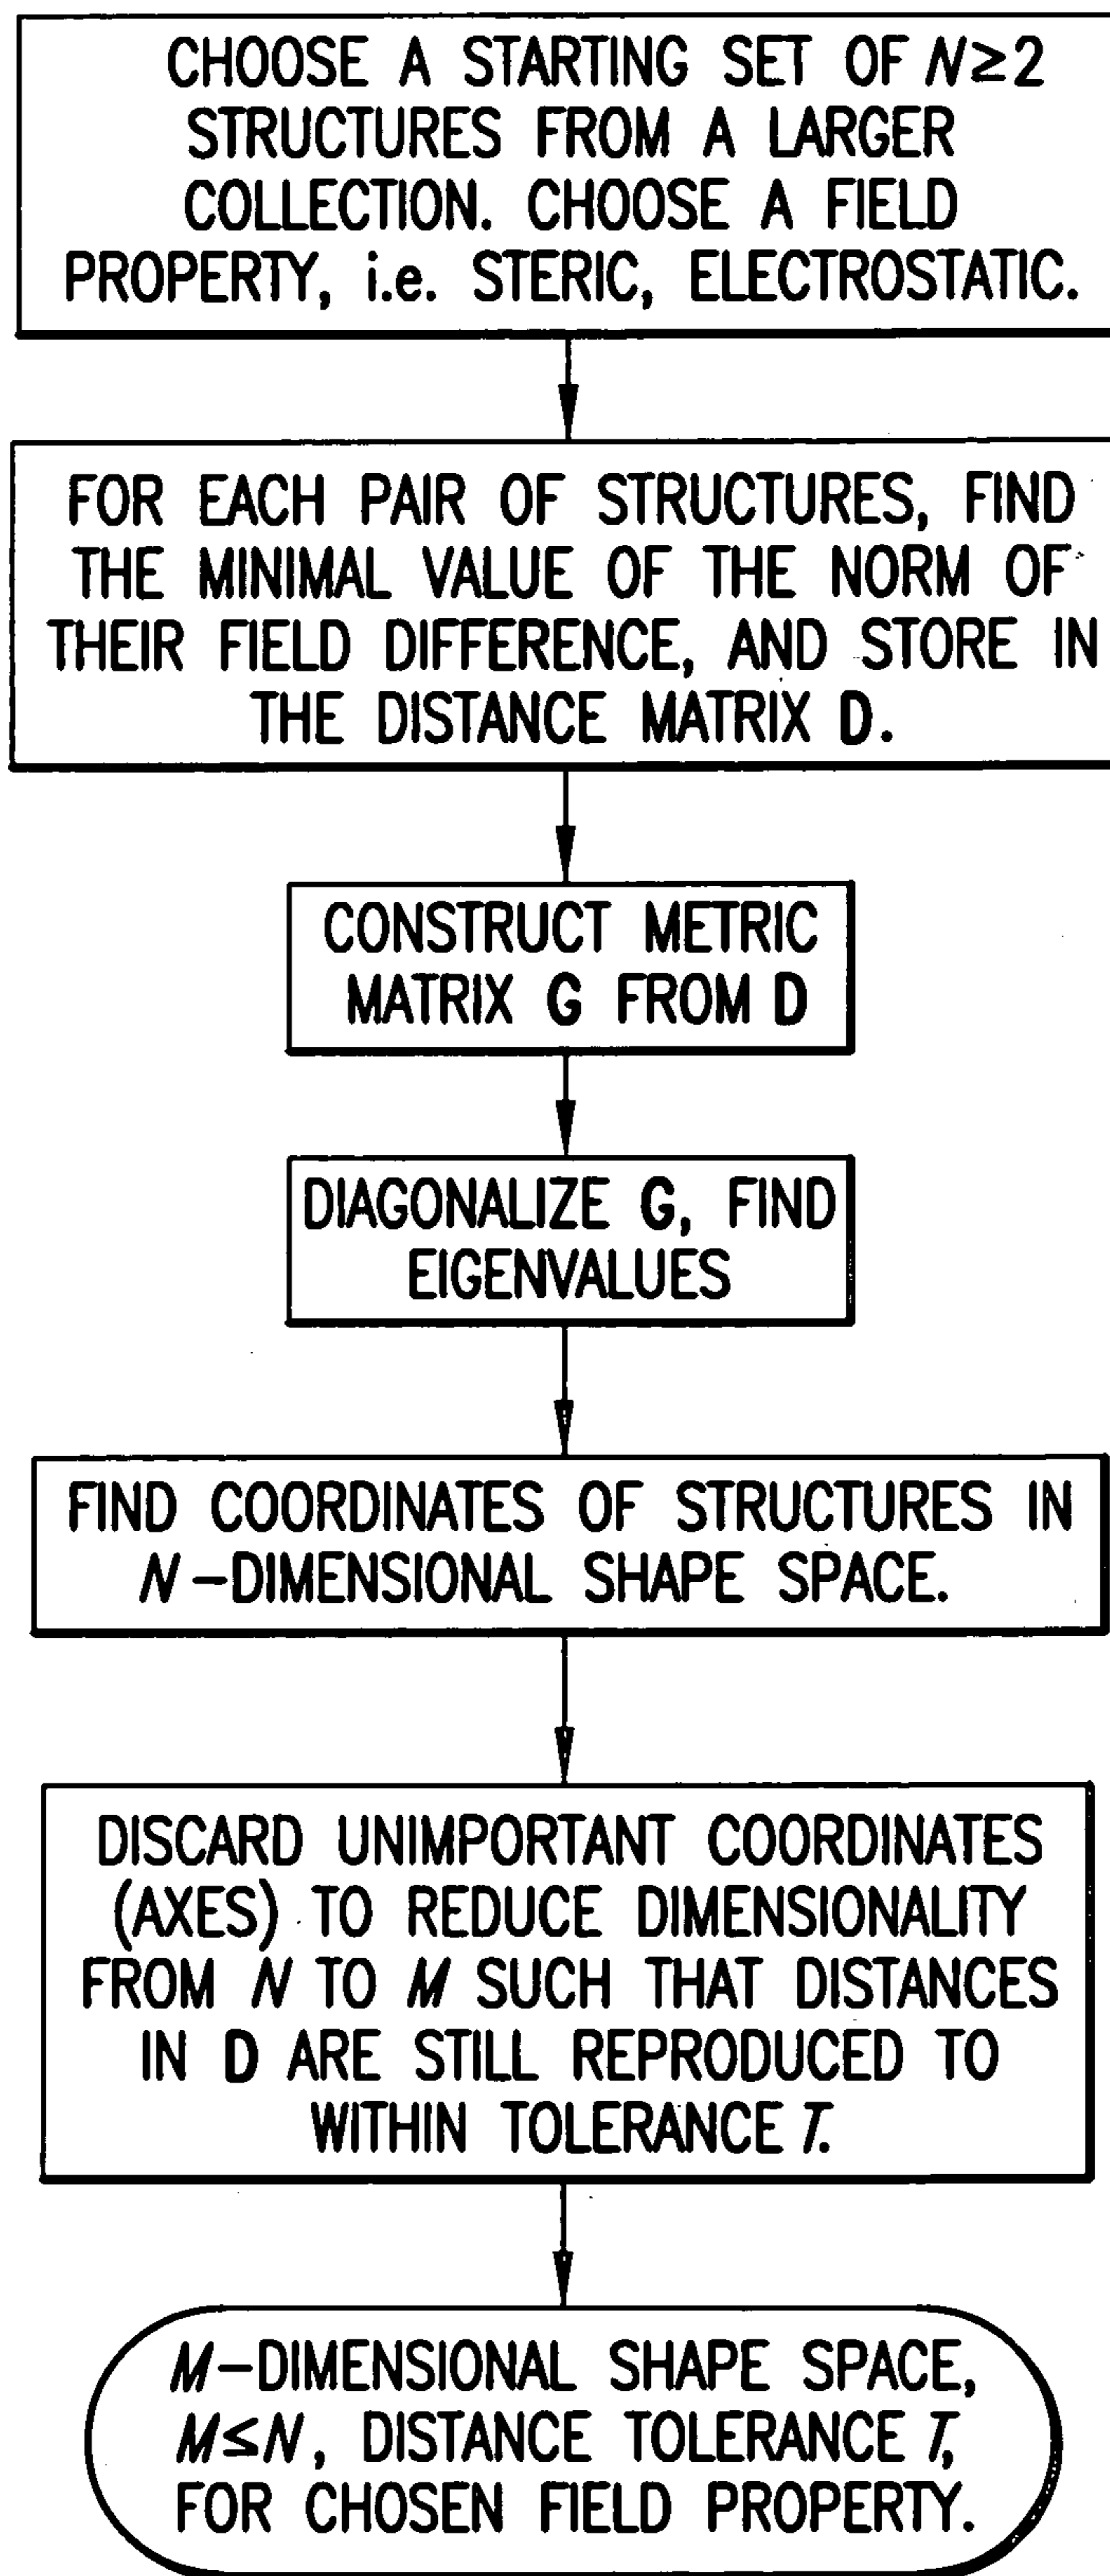 CHOOSE A STARTING SET OF N≥2
STRUCTURES FROM A LARGER
COLLECTION. CHOOSE A FIELD
PROPERTY, i.e. STERIC, ELECTROSTATIC.
FOR EACH PAIR OF STRUCTURES, FIND
THE MINIMAL VALUE OF THE NORM OF
THEIR FIELD DIFFERENCE, AND STORE IN
THE DISTANCE MATRIX D.
CONSTRUCT METRIC
MATRIX G FROM D
DIAGONALIZE G, FIND
EIGENVALUES
FIND COORDINATES OF STRUCTURES IN
N-DIMENSIONAL SHAPE SPACE.
DISCARD UNIMPORTANT COORDINATES
(AXES) TO REDUCE DIMENSIONALITY
FROM N TO M SUCH THAT DISTANCES
IN D ARE STILL REPRODUCED TO
WITHIN TOLERANCE T.
M-DIMENSIONAL SHAPE SPACE,
M≤N, DISTANCE TOLERANCE T,
FOR CHOSEN FIELD PROPERTY.